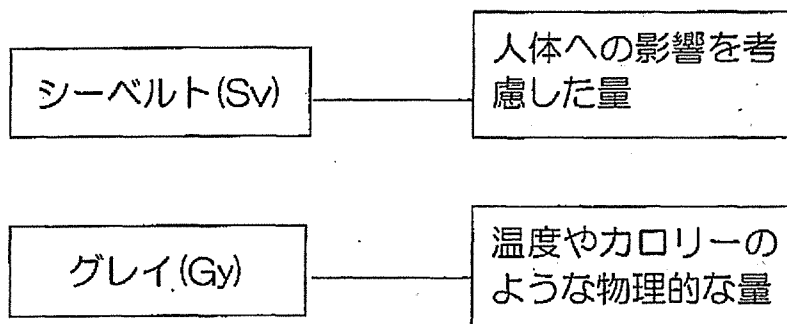 シーベルト(Sv)
人体への影響を考
慮した量
グレイ(Gy)
温度やカロリーの
ような物理的な量